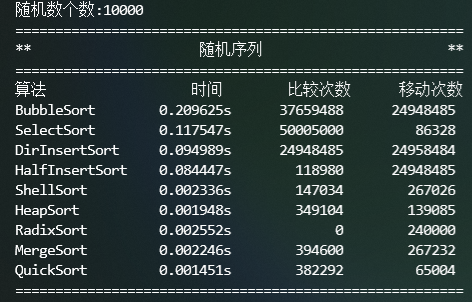 随机数个数:10000
================================================================
** 随机序列 **
================================================================
算法 时间 比较次数 移动次数
BubbleSort 0.209625s 37659488 24948485
SelectSort 0.117547s 50005000 86328
DirInsertSort 0.094989s 24948485 24958484
HalfInsertSort 0.084447s 118980 24948485
ShellSort 0.002336s 147034 267026
HeapSort 0.001948s 349104 139085
RadixSort 0.002552s 0 240000
MergeSort 0.002246s 394600 267232
QuickSort 0.001451s 382292 65004
================================================================